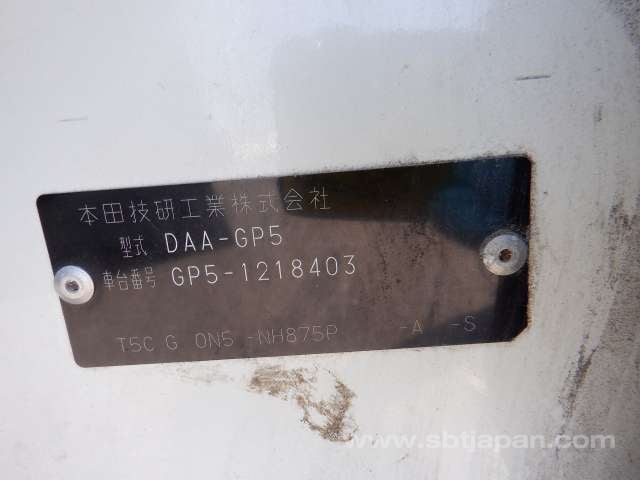 本田技研工業株式会社
型式 DAA-GP5
車台番号 GP5-1218403
T5C G 0N5 -NH875P -A -S
www.sbtjapan.com